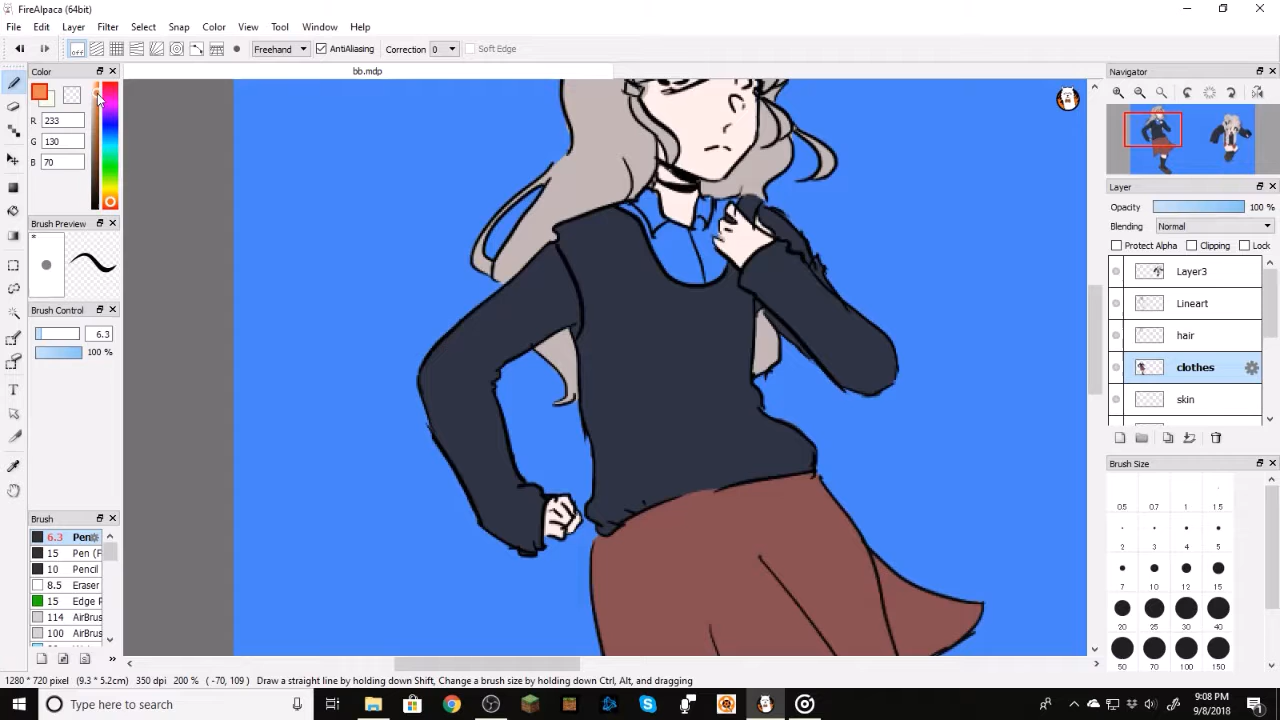 FireAlpaca (64bit)
File Edit Layer Filter Select Snap Color View Tool Window Help
off Freehand AntiAliasing Correction 0 Soft Edge
Color
bb.mdp
Navigator
R 233
G 130
B 70
Layer
Opacity 100 %
Blending Normal
Protect Alpha Clipping Lock
Brush Preview
*
Layer3
Lineart
hair
clothes
skin
Brush Control
6.3
100 %
Brush Size
0.5 0.7 1 1.5
2 3 4 5
7 10 12 15
20 25 30 40
50 70 100 150
Brush
6.3 Pen
15 Pen (F
10 Pencil
8.5 Eraser
15 Edge P
114 AirBrus
100 AirBrus
1280 * 720 pixel (9.3 * 5.2cm) 350 dpi 200 % ( -70, 109 ) Draw a straight line by holding down Shift, Change a brush size by holding down Ctrl, Alt, and dragging
Type here to search
9:08 PM
9/8/2018